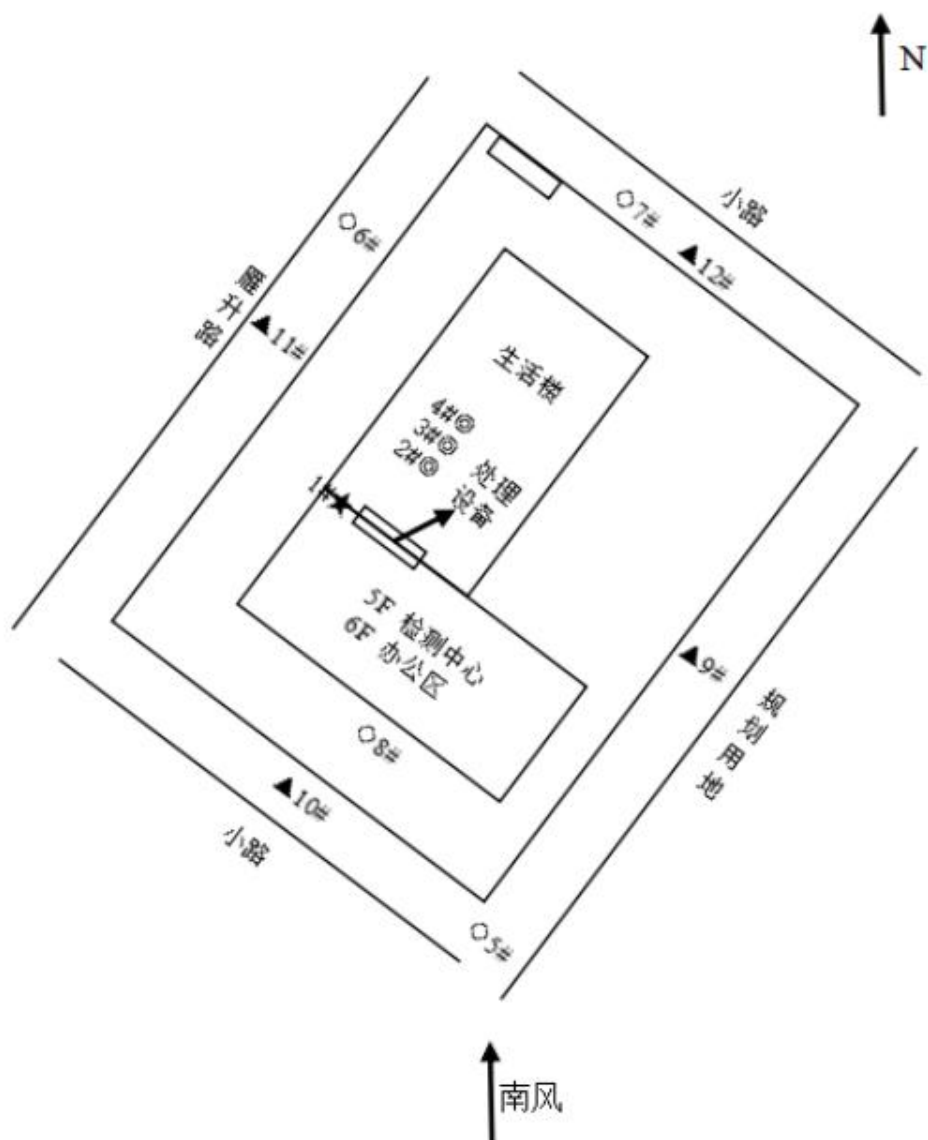 N
小路
◇7#
▲12#
◇6#
雁升路
▲11#
生活楼
4#◎
3#◎
2#◎
处理
设备
1#★
5F 检测中心
6F 办公区
▲9#
规划用地
◇8#
▲10#
小路
◇5#
南风